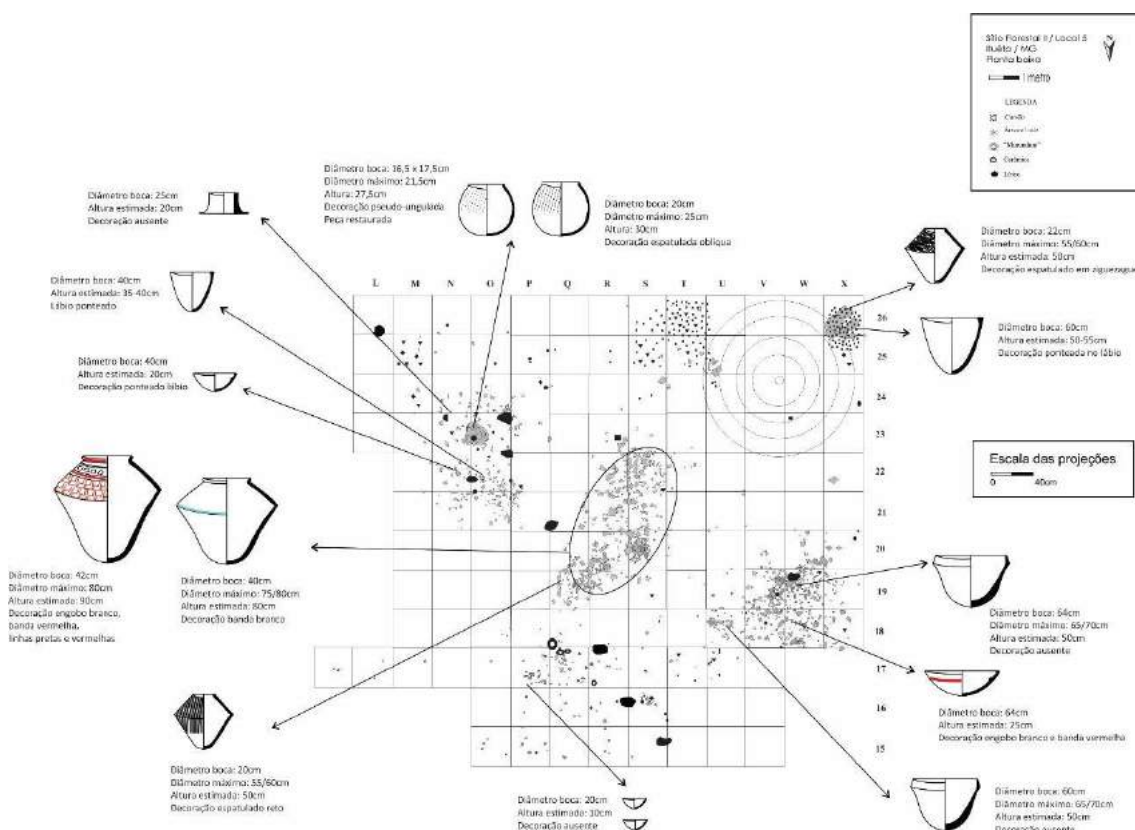 Sítio Florestal II / Local 5
Itueta / MG
Planta baixa
N
1 metro
LEGENDA
Carvão
Cerâmica
Lítico
Diâmetro boca: 25cm
Altura estimada: 20cm
Decoração ausente
Diâmestro boca: 16,5 x 17,5cm
Diâmetro máximo: 21,5cm
Altura: 27,5cm
Decoração pseudo-ungulada
Peça restaurada
Diâmetro boca: 20cm
Diâmetro máximo: 25cm
Altura: 30cm
Decoração espatulada oblíqua
Diâmetro boca: 22cm
Diâmetro máximo: 55/60cm
Altura estimada: 50cm
Decoração espatulado em ziguezague
Diâmetro boca: 40cm
Altura estimada: 35-40cm
Lábio ponteado
L M N O P Q R S T U V W X
26
25
24
23
22
21
20
19
18
17
16
15
Diâmetro boca: 60cm
Altura estimada: 50-55cm
Decoração ponteada no lábio
Diâmetro boca: 40cm
Altura estimada: 20cm
Decoração ponteado lábio
Escala das projeções
0 40cm
Diâmetro boca: 42cm
Diâmetro máximo: 80cm
Altura estimada: 90cm
Decoração engobo branco,
banda vermelha,
linhas pretas e vermelhas
Diâmetro boca: 40cm
Diâmetro máximo: 75/80cm
Altura estimada: 80cm
Decoração banda branco
Diâmetro boca: 64cm
Diâmetro máximo: 65/70cm
Altura estimada: 50cm
Decoração ausente
Diâmetro boca: 64cm
Altura estimada: 25cm
Decoração engobo branco e banda vermelha
Diâmetro boca: 20cm
Diâmetro máximo: 55/60cm
Altura estimada: 50cm
Decoração espatulado reto
Diâmetro boca: 20cm
Altura estimada: 10cm
Decoração ausente
Diâmetro boca: 60cm
Diâmetro máximo: 65/70cm
Altura estimada: 50cm
Decoração ausente